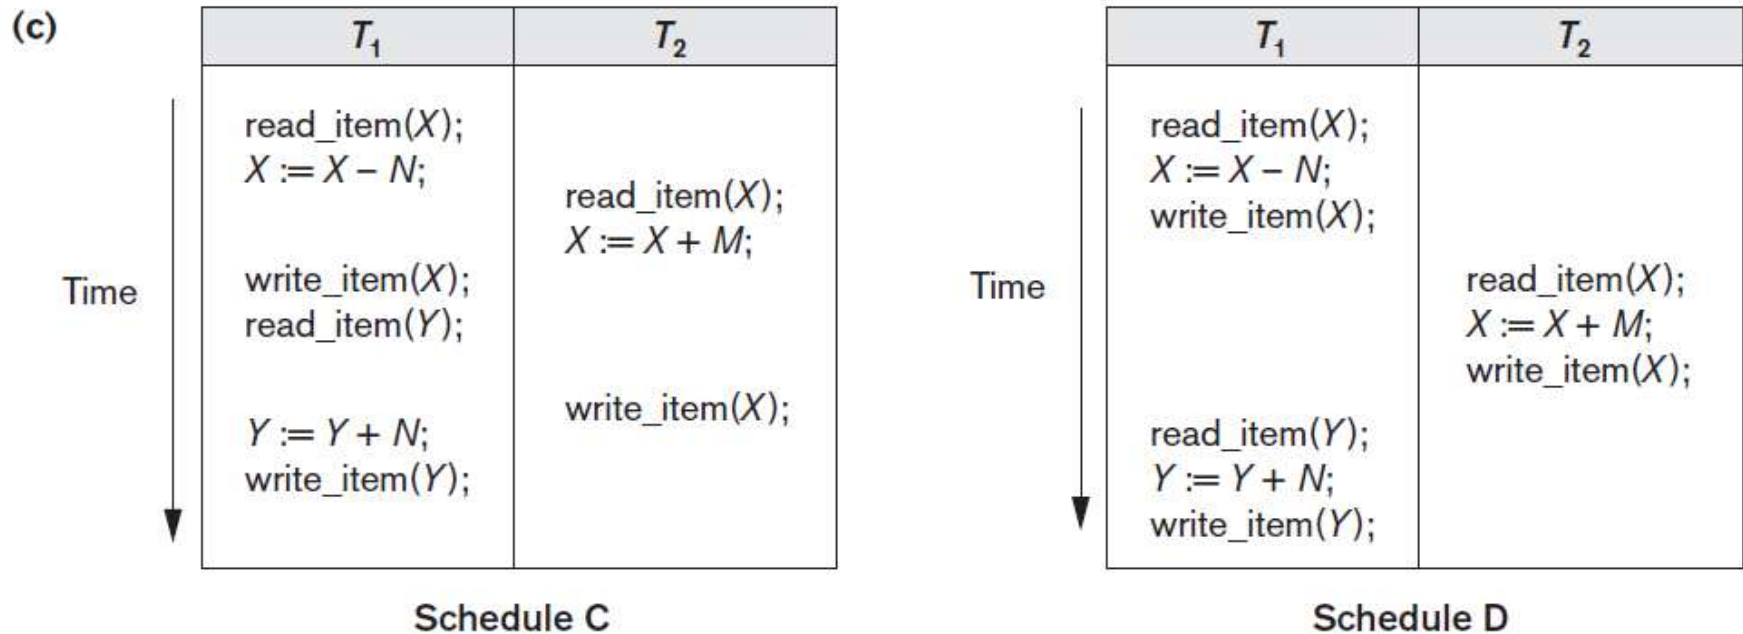 (c)
T1 T2
read_item(X);
X := X – N;
read_item(X);
X := X + M;
Time
write_item(X);
read_item(Y);
write_item(X);
Y := Y + N;
write_item(Y);
Schedule C
T1 T2
read_item(X);
X := X – N;
write_item(X);
Time
read_item(X);
X := X + M;
write_item(X);
read_item(Y);
Y := Y + N;
write_item(Y);
Schedule D